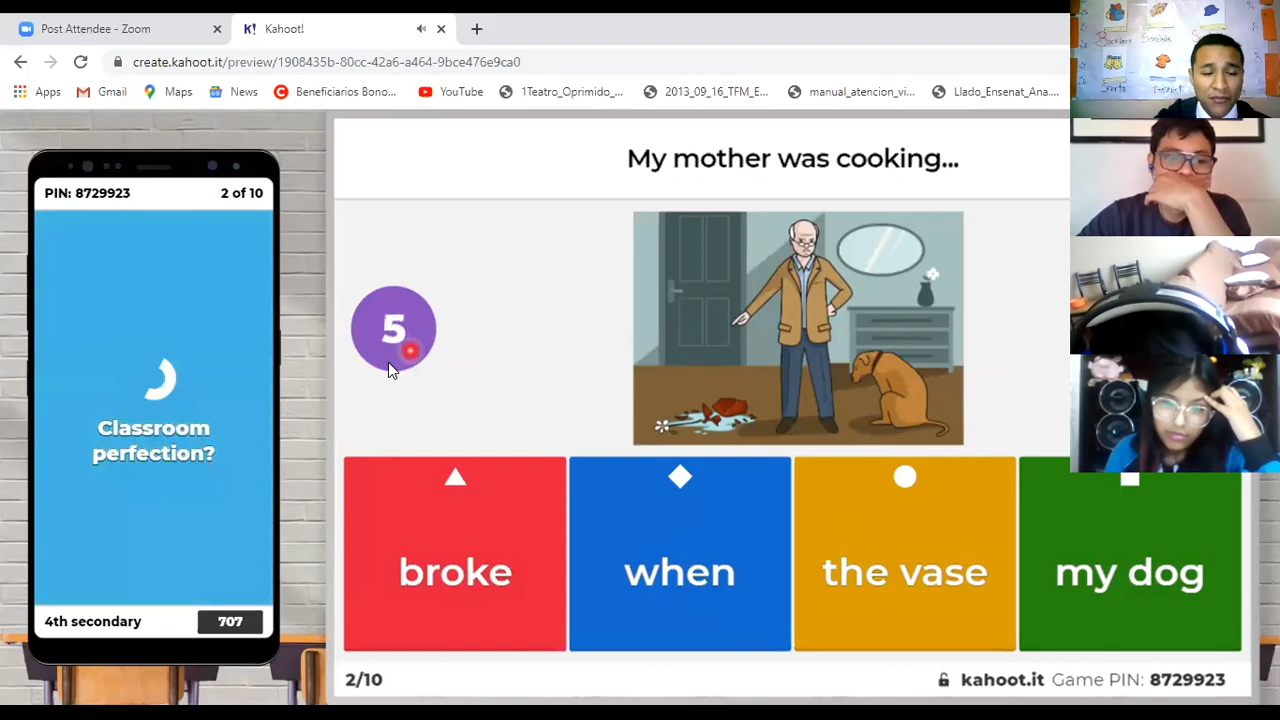 Post Attendee - Zoom
K! Kahoot!
create.kahoot.it/preview/1908435b-80cc-42a6-
Apps Gmail Maps News Beneficiarios Bono... YouTube 1Teatro_Oprimido_... 2013_09_16_TFM_E... manual_atencion_vi... Llado_Ensenat_Ana....
PIN: 8729923 2 of 10
Classroom
perfection?
4th secondary 707
My mother was cooking...
5
broke
when
the vase
my dog
2/10
kahoot.it Game PIN: 8729923